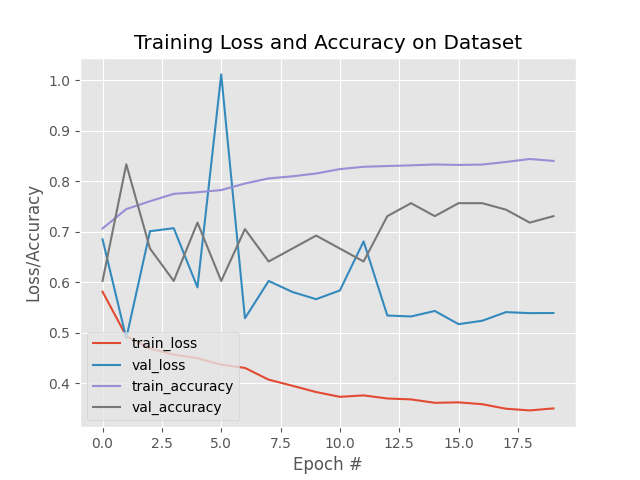 Training Loss and Accuracy on Dataset
Loss/Accuracy
1.0
0.9
0.8
0.7
0.6
0.5
0.4
train_loss
val_loss
train_accuracy
val_accuracy
0.0 2.5 5.0 7.5 10.0 12.5 15.0 17.5
Epoch #